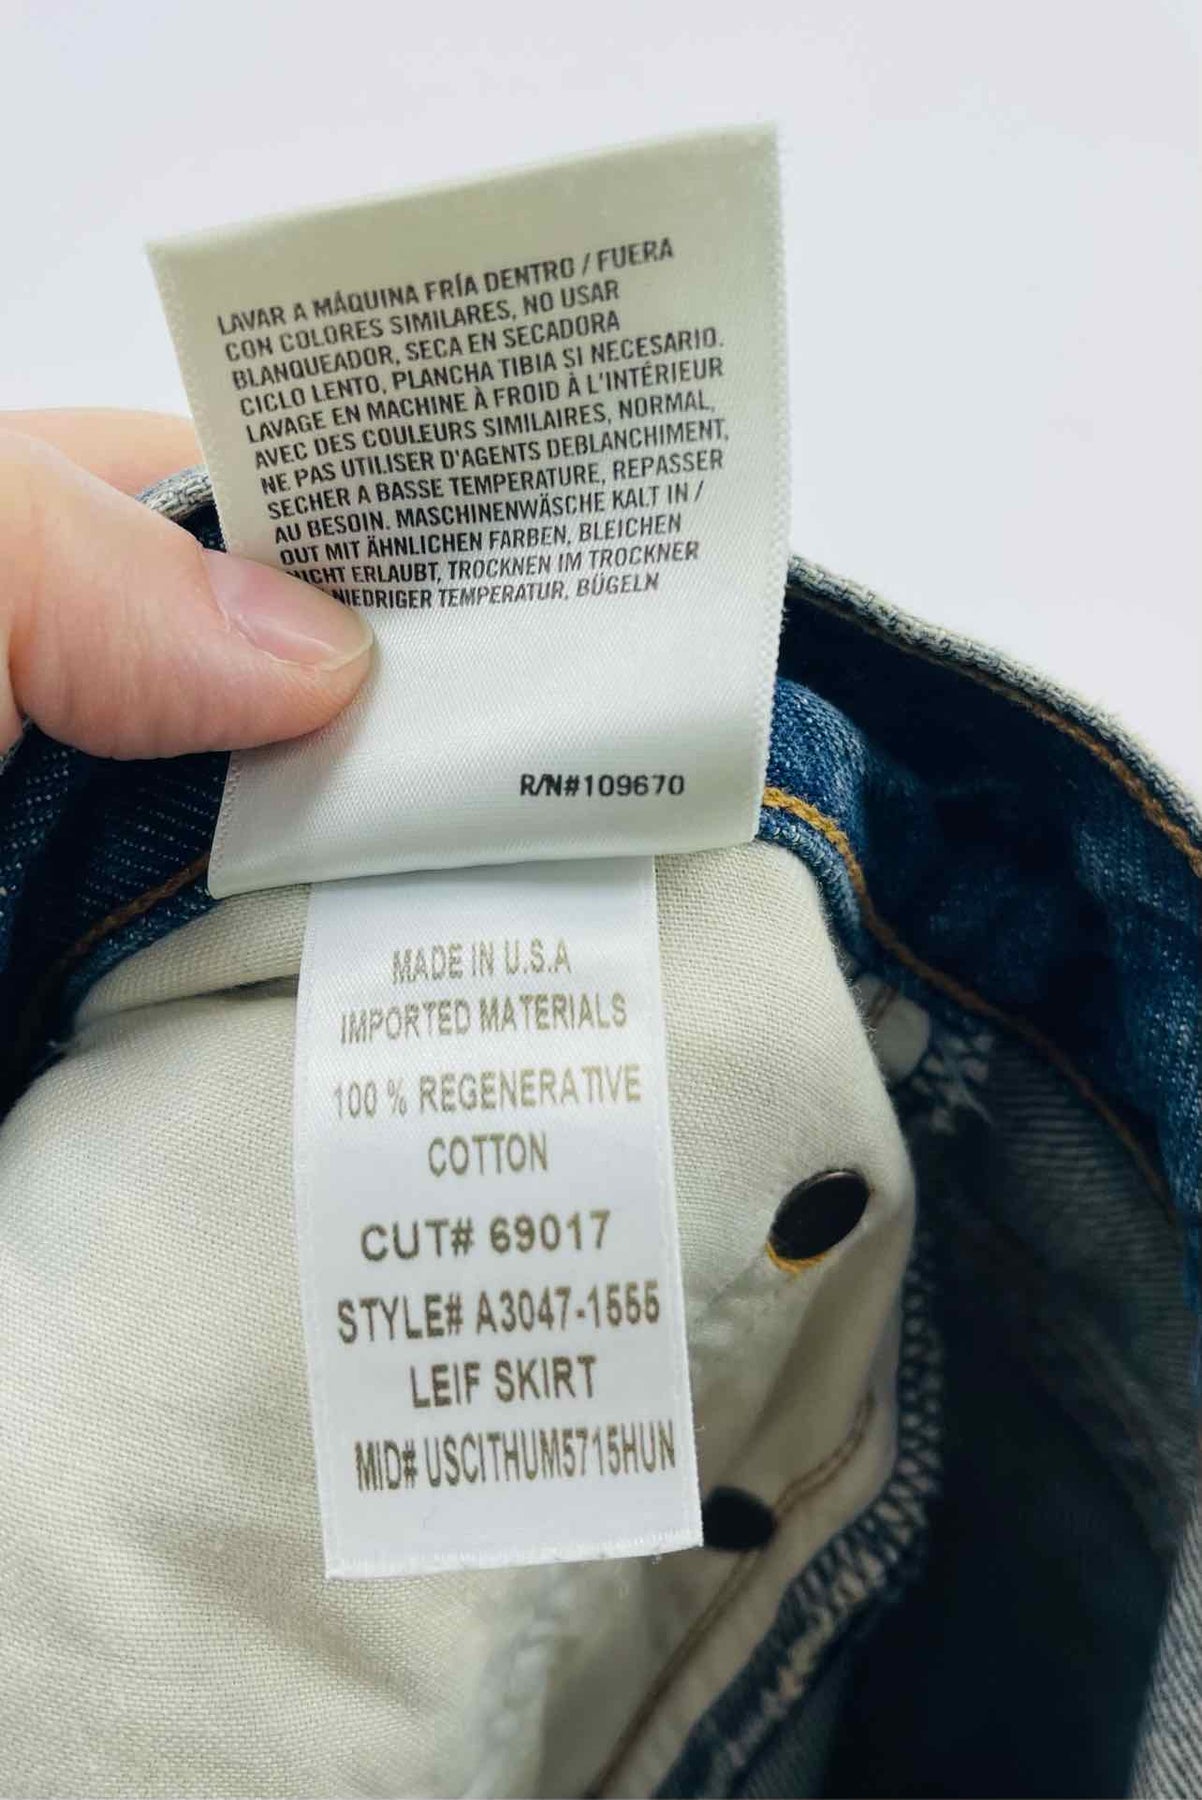 LAVAR A MÁQUINA FRÍA DENTRO / FUERA
CON COLORES SIMILARES, NO USAR
BLANQUEADOR, SECA EN SECADORA
CICLO LENTO, PLANCHA TIBIA SI NECESARIO.
LAVAGE EN MACHINE À FROID À L'INTÉRIEUR
AVEC DES COULEURS SIMILAIRES, NORMAL,
NE PAS UTILISER D'AGENTS DEBLANCHIMENT,
SECHER A BASSE TEMPERATURE, REPASSER
AU BESOIN. MASCHINENWÄSCHE KALT IN /
OUT MIT ÄHNLICHEN FARBEN, BLEICHEN
NICHT ERLAUBT, TROCKNEN IM TROCKNER
NIEDRIGER TEMPERATUR, BÜGELN
R/N#109670
MADE IN U.S.A
IMPORTED MATERIALS
100 % REGENERATIVE
COTTON
CUT# 69017
STYLE# A3047-1555
LEIF SKIRT
MID# USCITHUM5715HUN